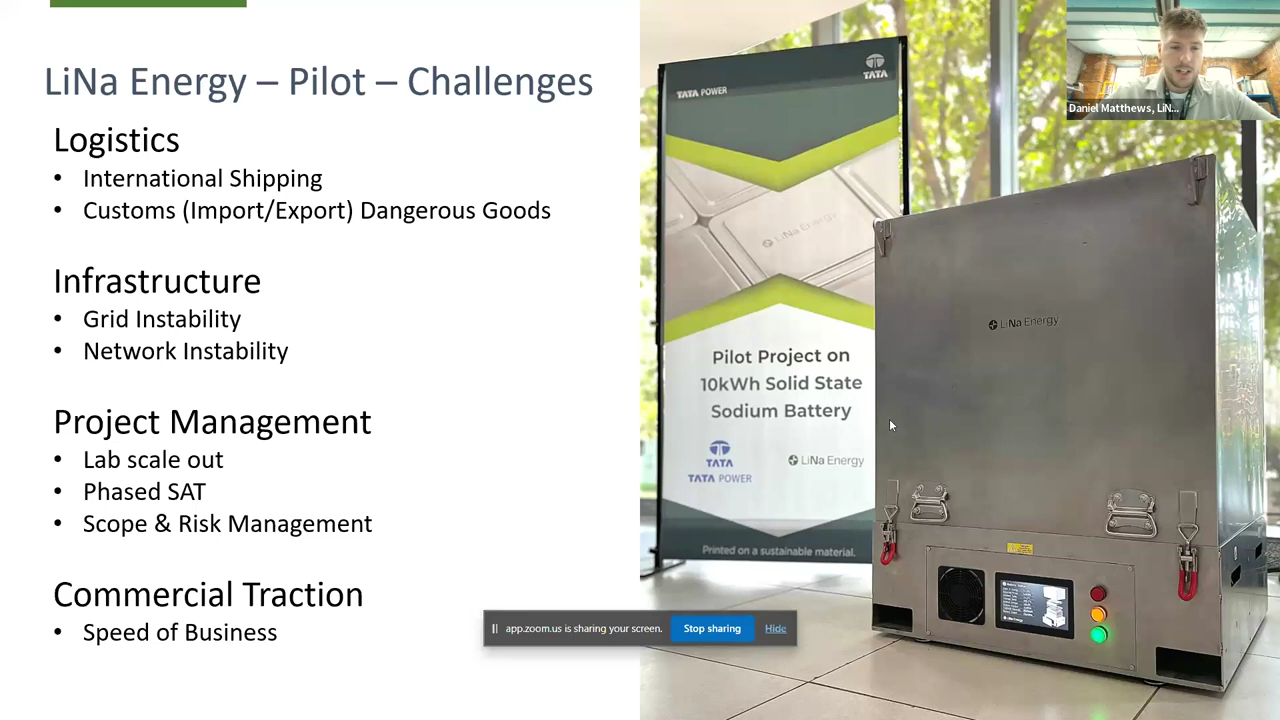 LiNa Energy – Pilot – Challenges
Logistics
• International Shipping
• Customs (Import/Export) Dangerous Goods
Infrastructure
• Grid Instability
• Network Instability
Project Management
• Lab scale out
• Phased SAT
• Scope & Risk Management
Commercial Traction
• Speed of Business
TATA POWER
TATA
LiNa Energy
Pilot Project on
10kWh Solid State
Sodium Battery
TATA
TATA POWER
LiNa Energy
Printed on a sustainable material.
LiNa Energy
Daniel Matthews, LiN...
app.zoom.us is sharing your screen.
Stop sharing
Hide